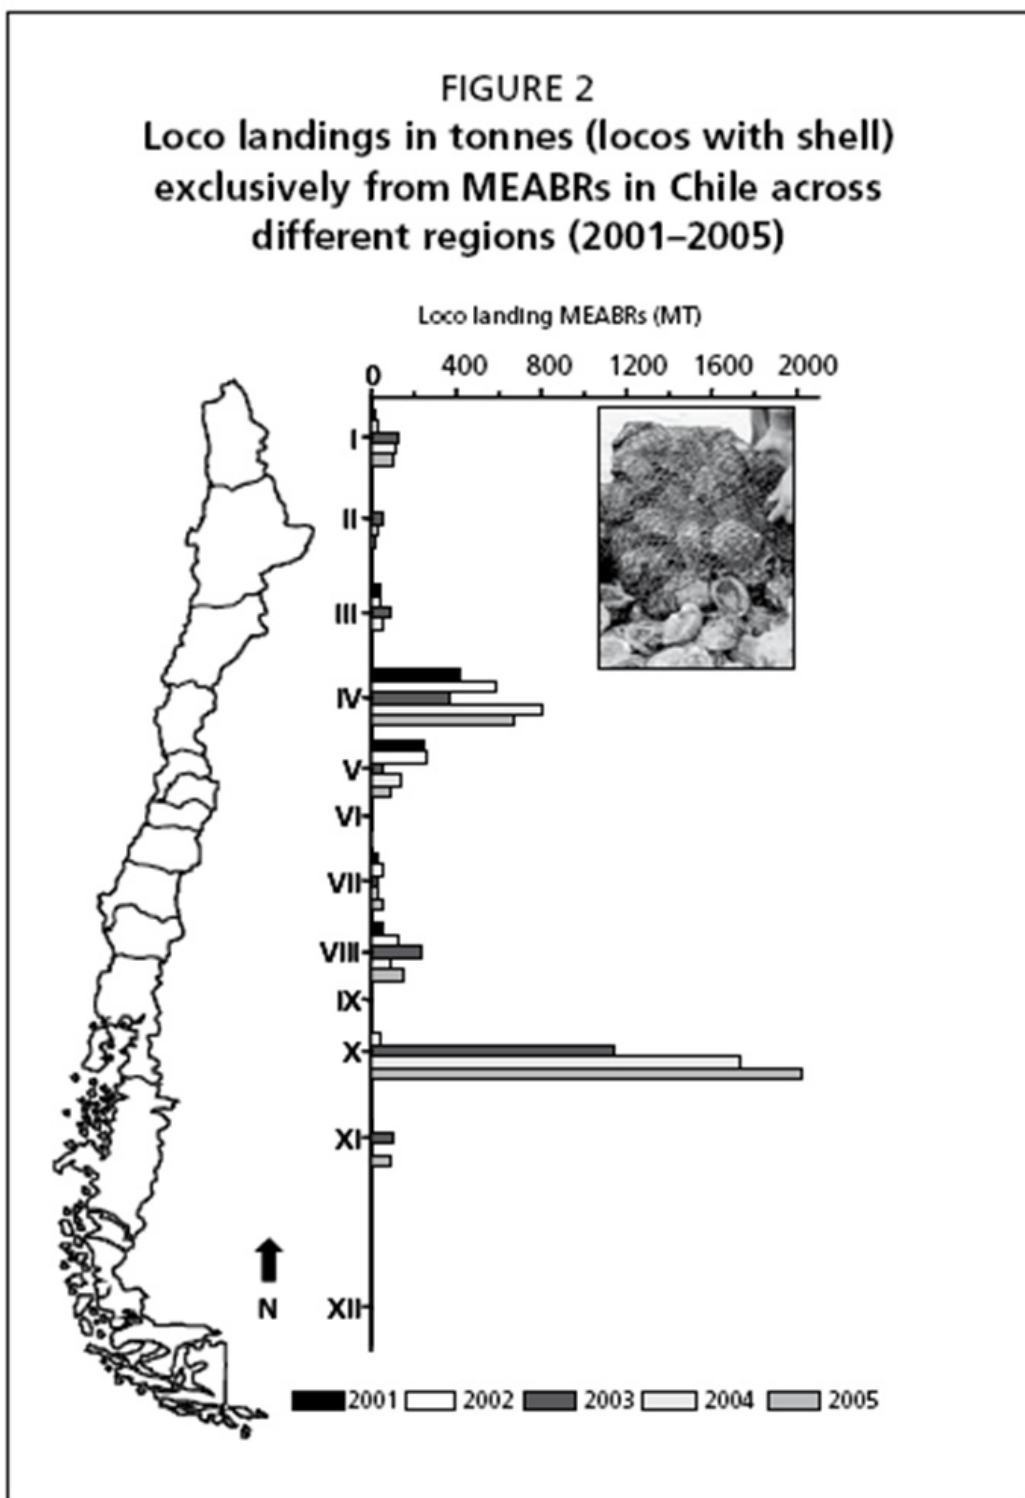 FIGURE 2
Loco landings in tonnes (locos with shell)
exclusively from MEABRs in Chile across
different regions (2001–2005)
Loco landing MEABRs (MT)
0 400 800 1200 1600 2000
I
II
III
IV
V
VI
VII
VIII
IX
X
XI
XII
N
2001 2002 2003 2004 2005